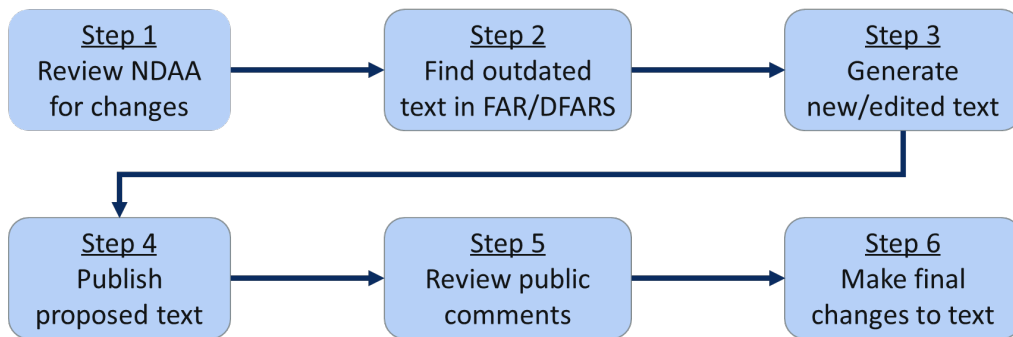 Step 1
Review NDAA
for changes
Step 2
Find outdated
text in FAR/DFARS
Step 3
Generate
new/edited text
Step 4
Publish
proposed text
Step 5
Review public
comments
Step 6
Make final
changes to text